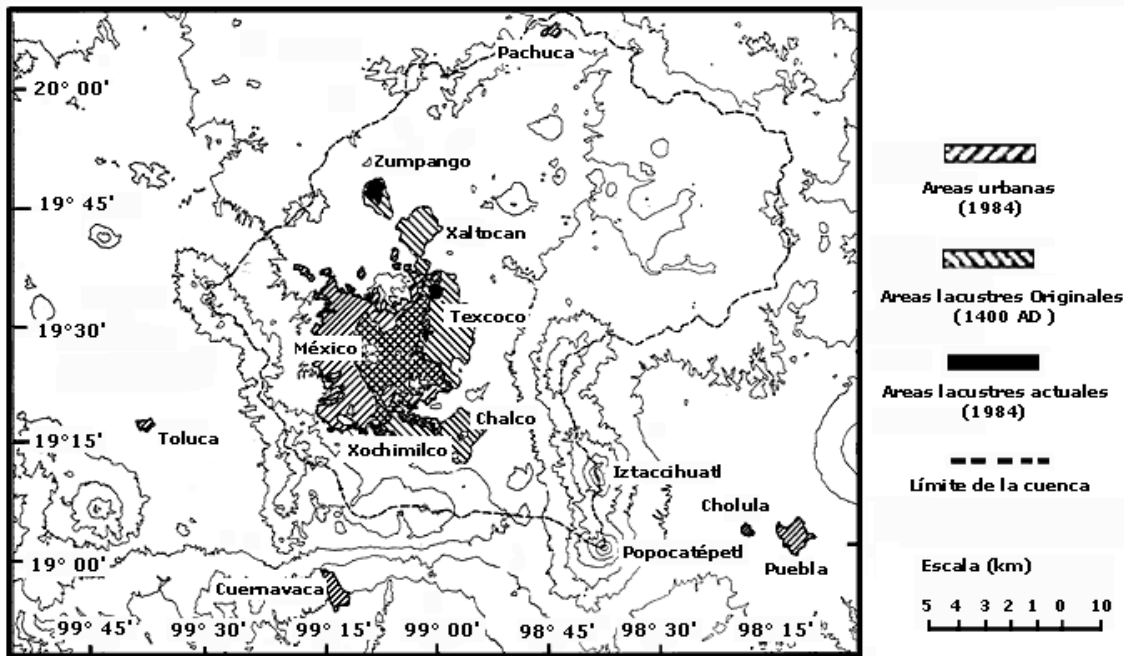 Pachuca
20° 00'
Zumpango
19° 45'
Xaltocan
19° 30'
Texcoco
México
Chalco
19° 15'
Toluca
Xochimilco
Iztaccihuatl
Cholula
Popocatépetl
19° 00'
Puebla
Cuernavaca
99° 45' 99° 30' 99° 15' 99° 00' 98° 45' 98° 30' 98° 15'
Areas urbanas
(1984)
Areas lacustres Originales
(1400 AD )
Areas lacustres actuales
(1984)
Límite de la cuenca
Escala (km)
5 4 3 2 1 0 10